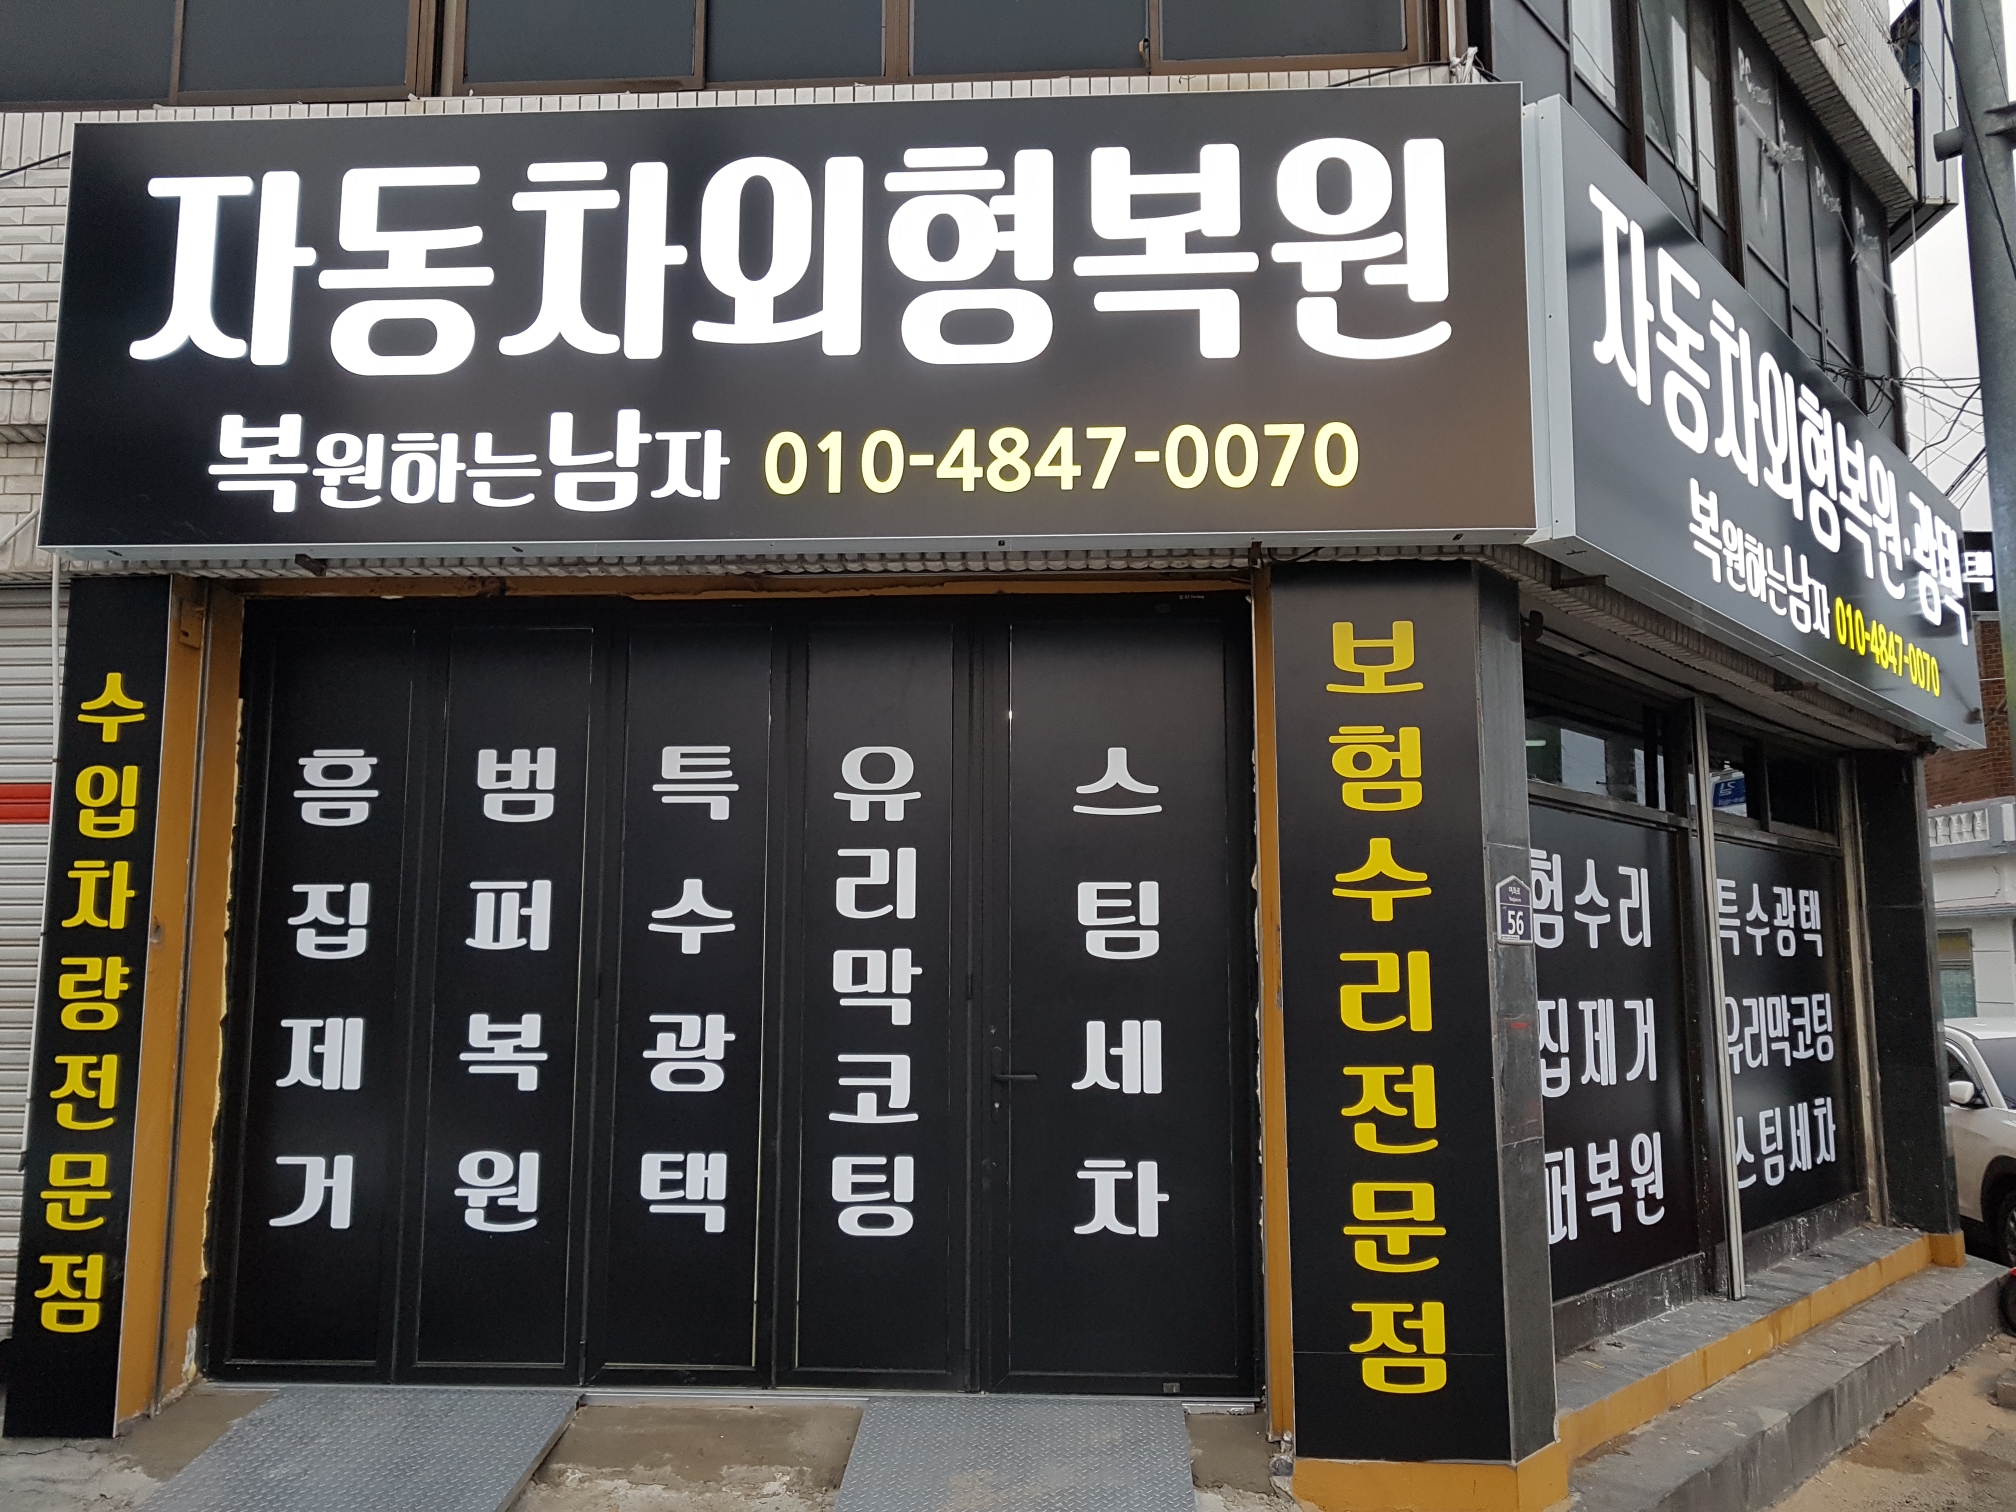 자동차외형복원
복원하는남자 010-4847-0070
자동차외형복원·광택
복원하는남자 010-4847-0070
수입차량전문점
흠집제거
범퍼복원
특수광택
유리막코팅
스팀세차
보험수리전문점
56
험수리
집제거
퍼복원
특수광택
유리막코팅
스팀세차